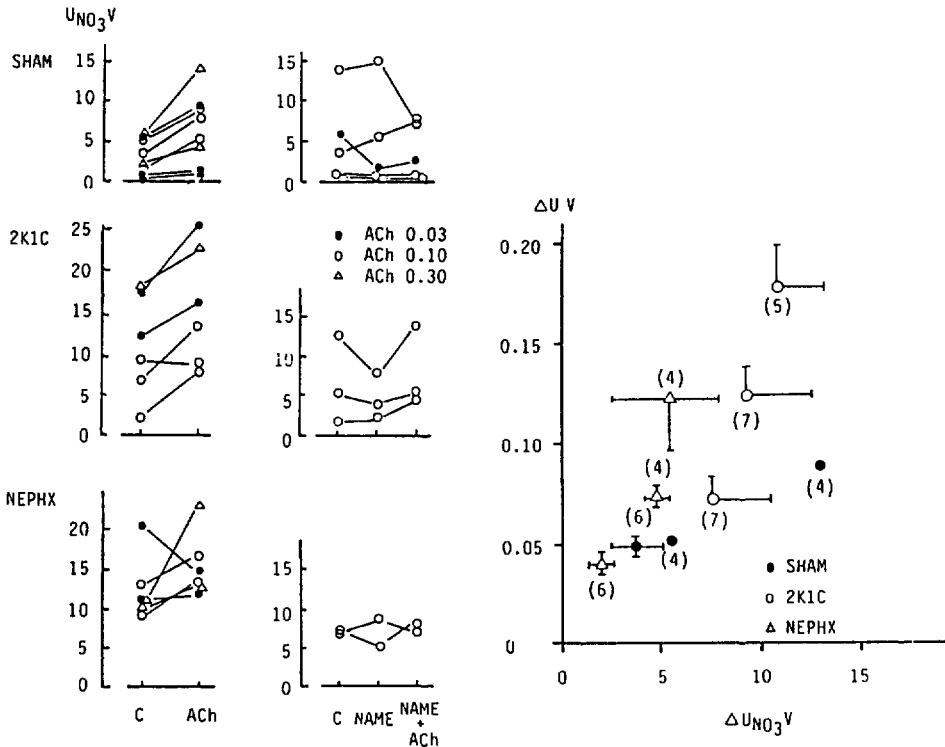 U_NO3V
SHAM
15
10
5
0
15
10
5
0
2K1C
25
20
15
10
5
0
● ACh 0.03
○ ACh 0.10
△ ACh 0.30
15
10
5
0
NEPHX
20
15
10
5
0
C ACh
20
15
10
5
0
C NAME NAME
+
ACh
△U V
0.20
0.15
0.10
0.05
0
(5)
(4)
(7)
(4)
(4)
(6)
(7)
(4)
(6)
● SHAM
○ 2K1C
△ NEPHX
0 5 10 15
△U_NO3V